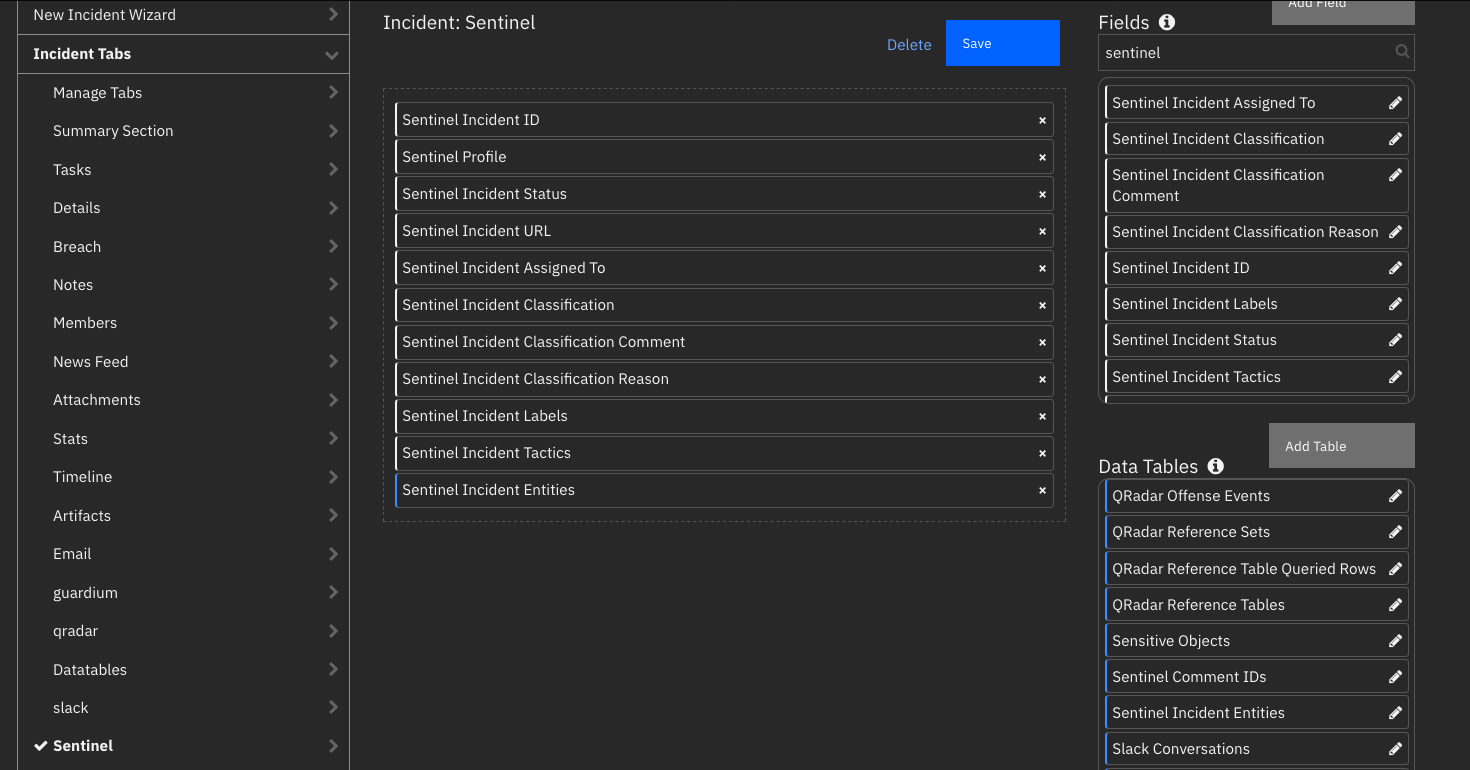 New Incident Wizard
Incident Tabs
Manage Tabs
Summary Section
Tasks
Details
Breach
Notes
Members
News Feed
Attachments
Stats
Timeline
Artifacts
Email
guardium
qradar
Datatables
slack
Sentinel
Incident: Sentinel
Delete
Save
Sentinel Incident ID
Sentinel Profile
Sentinel Incident Status
Sentinel Incident URL
Sentinel Incident Assigned To
Sentinel Incident Classification
Sentinel Incident Classification Comment
Sentinel Incident Classification Reason
Sentinel Incident Labels
Sentinel Incident Tactics
Sentinel Incident Entities
Add Field
Fields
sentinel
Sentinel Incident Assigned To
Sentinel Incident Classification
Sentinel Incident Classification
Comment
Sentinel Incident Classification Reason
Sentinel Incident ID
Sentinel Incident Labels
Sentinel Incident Status
Sentinel Incident Tactics
Add Table
Data Tables
QRadar Offense Events
QRadar Reference Sets
QRadar Reference Table Queried Rows
QRadar Reference Tables
Sensitive Objects
Sentinel Comment IDs
Sentinel Incident Entities
Slack Conversations